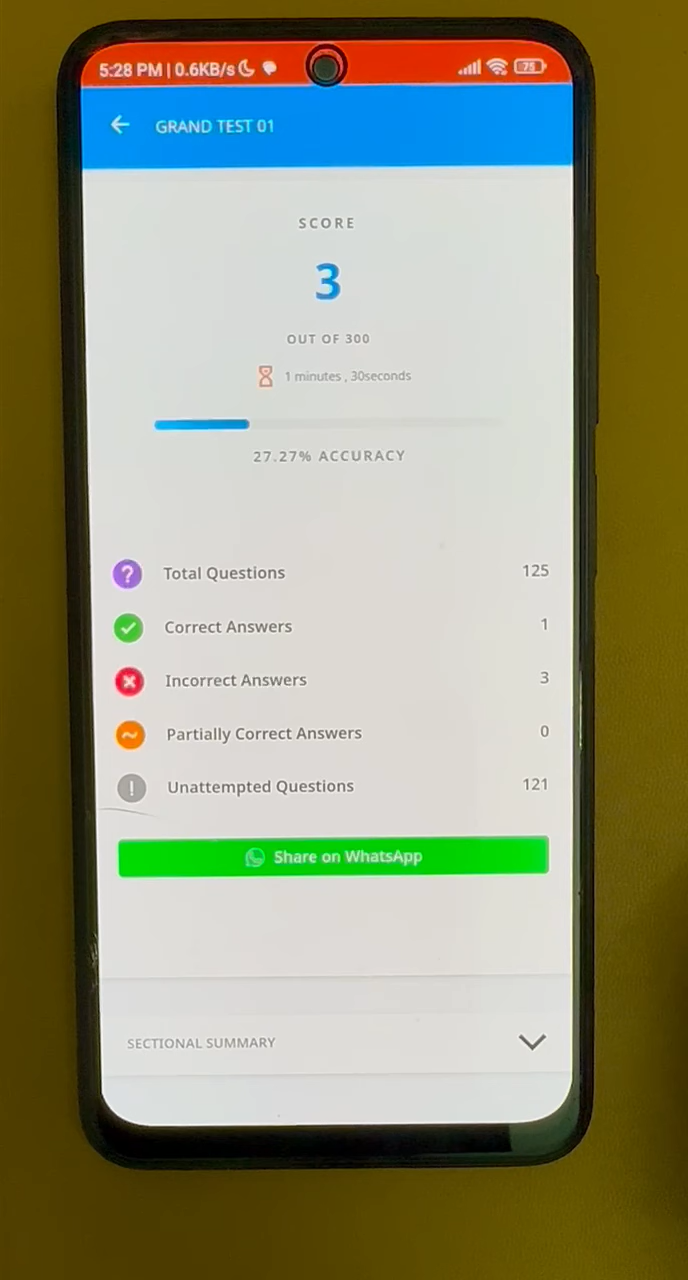 5:28 PM | 0.6KB/s
75
GRAND TEST 01
SCORE
3
OUT OF 300
1 minutes , 30seconds
27.27% ACCURACY
Total Questions 125
Correct Answers 1
Incorrect Answers 3
Partially Correct Answers 0
Unattempted Questions 121
Share on WhatsApp
SECTIONAL SUMMARY